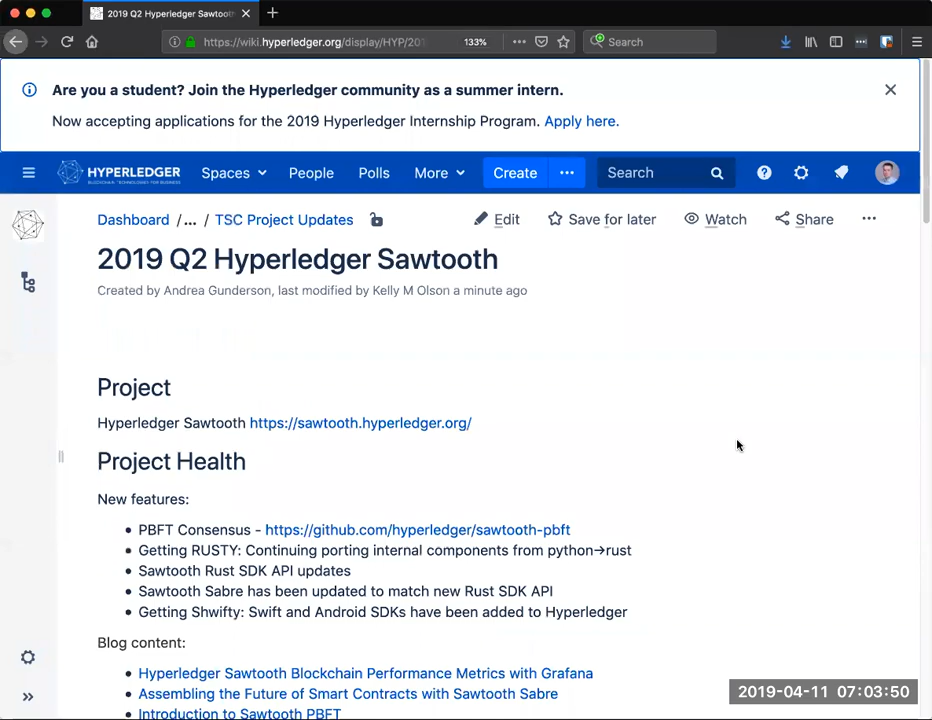 2019 Q2 Hyperledger Sawtooth
https://wiki.hyperledger.org/display/HYP/201
133%
Search
Are you a student? Join the Hyperledger community as a summer intern.
Now accepting applications for the 2019 Hyperledger Internship Program. Apply here.
HYPERLEDGER
BLOCKCHAIN TECHNOLOGIES FOR BUSINESS
Spaces
People
Polls
More
Create
Search
Dashboard /... / TSC Project Updates
Edit
Save for later
Watch
Share
2019 Q2 Hyperledger Sawtooth
Created by Andrea Gunderson, last modified by Kelly M Olson a minute ago
Project
Hyperledger Sawtooth https://sawtooth.hyperledger.org/
Project Health
New features:
• PBFT Consensus - https://github.com/hyperledger/sawtooth-pbft
• Getting RUSTY: Continuing porting internal components from python→rust
• Sawtooth Rust SDK API updates
• Sawtooth Sabre has been updated to match new Rust SDK API
• Getting Shwifty: Swift and Android SDKs have been added to Hyperledger
Blog content:
• Hyperledger Sawtooth Blockchain Performance Metrics with Grafana
• Assembling the Future of Smart Contracts with Sawtooth Sabre
• Introduction to Sawtooth PBFT
2019-04-11 07:03:50